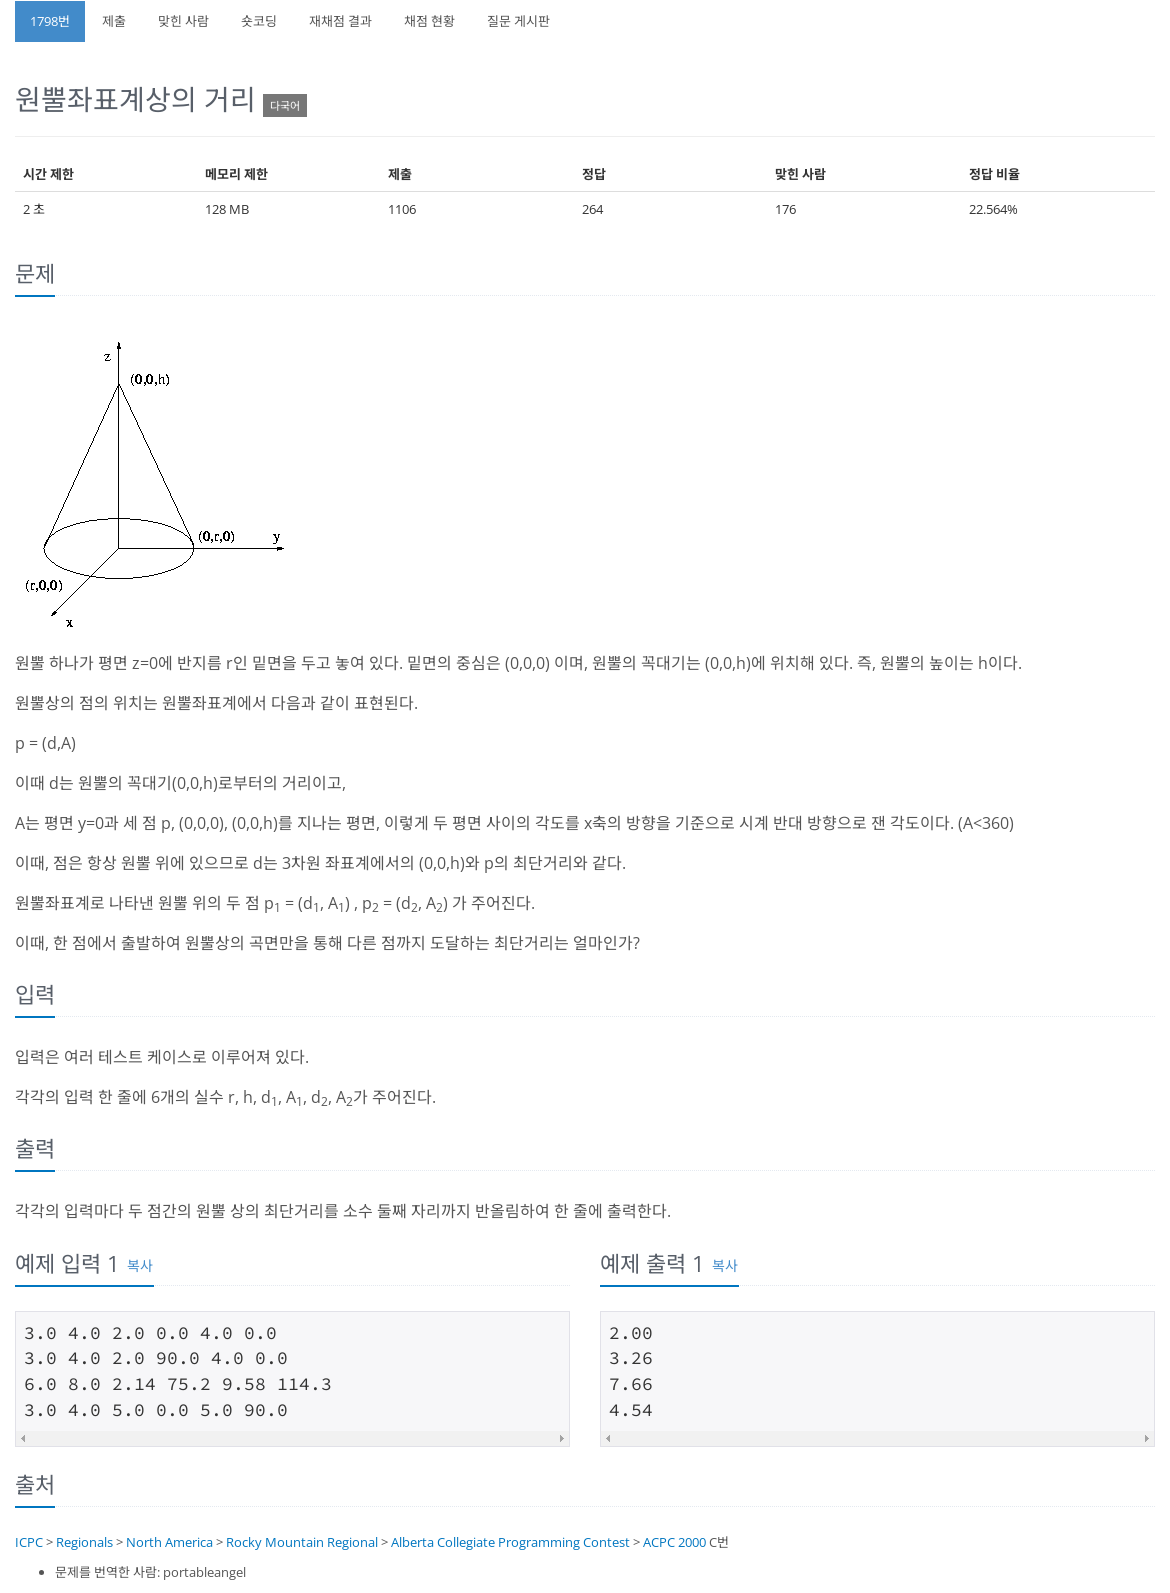 1798번 제출 맞힌 사람 숏코딩 재채점 결과 채점 현황 질문 게시판
원뿔좌표계상의 거리 다국어
시간 제한 메모리 제한 제출 정답 맞힌 사람 정답 비율
2 초 128 MB 1106 264 176 22.564%
문제
z
(0,0,h)
(0,r,0)
y
(r,0,0)
x
원뿔 하나가 평면 z=0에 반지름 r인 밑면을 두고 놓여 있다. 밑면의 중심은 (0,0,0) 이며, 원뿔의 꼭대기는 (0,0,h)에 위치해 있다. 즉, 원뿔의 높이는 h이다.
원뿔상의 점의 위치는 원뿔좌표계에서 다음과 같이 표현된다.
p = (d,A)
이때 d는 원뿔의 꼭대기(0,0,h)로부터의 거리이고,
A는 평면 y=0과 세 점 p, (0,0,0), (0,0,h)를 지나는 평면, 이렇게 두 평면 사이의 각도를 x축의 방향을 기준으로 시계 반대 방향으로 잰 각도이다. (A<360)
이때, 점은 항상 원뿔 위에 있으므로 d는 3차원 좌표계에서의 (0,0,h)와 p의 최단거리와 같다.
원뿔좌표계로 나타낸 원뿔 위의 두 점 p1 = (d1, A1) , p2 = (d2, A2) 가 주어진다.
이때, 한 점에서 출발하여 원뿔상의 곡면만을 통해 다른 점까지 도달하는 최단거리는 얼마인가?
입력
입력은 여러 테스트 케이스로 이루어져 있다.
각각의 입력 한 줄에 6개의 실수 r, h, d1, A1, d2, A2가 주어진다.
출력
각각의 입력마다 두 점간의 원뿔 상의 최단거리를 소수 둘째 자리까지 반올림하여 한 줄에 출력한다.
예제 입력 1 복사
3.0 4.0 2.0 0.0 4.0 0.0
3.0 4.0 2.0 90.0 4.0 0.0
6.0 8.0 2.14 75.2 9.58 114.3
3.0 4.0 5.0 0.0 5.0 90.0
예제 출력 1 복사
2.00
3.26
7.66
4.54
출처
ICPC > Regionals > North America > Rocky Mountain Regional > Alberta Collegiate Programming Contest > ACPC 2000 C번
문제를 번역한 사람: portableangel